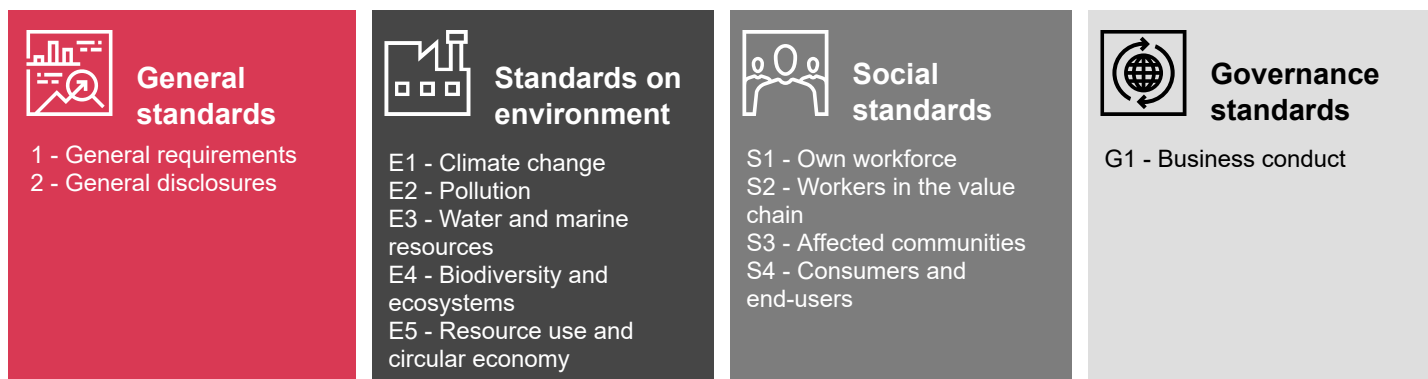 General
standards
1 - General requirements
2 - General disclosures
Standards on
environment
E1 - Climate change
E2 - Pollution
E3 - Water and marine
resources
E4 - Biodiversity and
ecosystems
E5 - Resource use and
circular economy
Social
standards
S1 - Own workforce
S2 - Workers in the value
chain
S3 - Affected communities
S4 - Consumers and
end-users
Governance
standards
G1 - Business conduct